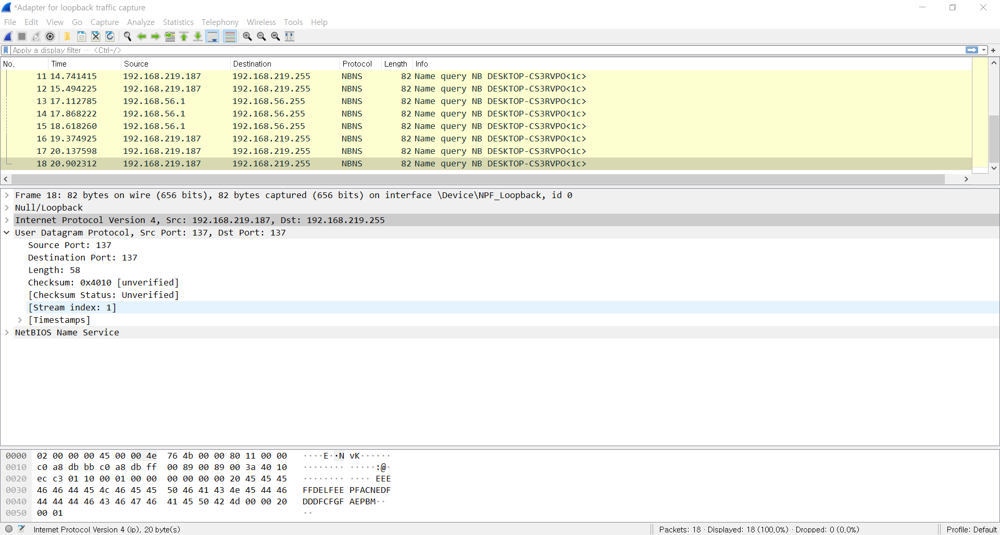 *Adapter for loopback traffic capture
File Edit View Go Capture Analyze Statistics Telephony Wireless Tools Help
Apply a display filter ··· <Ctrl-/>
No. Time Source Destination Protocol Length Info
11 14.741415 192.168.219.187 192.168.219.255 NBNS 82 Name query NB DESKTOP-CS3RVPO<1c>
12 15.494225 192.168.219.187 192.168.219.255 NBNS 82 Name query NB DESKTOP-CS3RVPO<1c>
13 17.112785 192.168.56.1 192.168.56.255 NBNS 82 Name query NB DESKTOP-CS3RVPO<1c>
14 17.868222 192.168.56.1 192.168.56.255 NBNS 82 Name query NB DESKTOP-CS3RVPO<1c>
15 18.618260 192.168.56.1 192.168.56.255 NBNS 82 Name query NB DESKTOP-CS3RVPO<1c>
16 19.374925 192.168.219.187 192.168.219.255 NBNS 82 Name query NB DESKTOP-CS3RVPO<1c>
17 20.137598 192.168.219.187 192.168.219.255 NBNS 82 Name query NB DESKTOP-CS3RVPO<1c>
18 20.902312 192.168.219.187 192.168.219.255 NBNS 82 Name query NB DESKTOP-CS3RVPO<1c>
Frame 18: 82 bytes on wire (656 bits), 82 bytes captured (656 bits) on interface \Device\NPF_Loopback, id 0
Null/Loopback
Internet Protocol Version 4, Src: 192.168.219.187, Dst: 192.168.219.255
User Datagram Protocol, Src Port: 137, Dst Port: 137
Source Port: 137
Destination Port: 137
Length: 58
Checksum: 0x4010 [unverified]
[Checksum Status: Unverified]
[Stream index: 1]
[Timestamps]
NetBIOS Name Service
0000 02 00 00 00 45 00 00 4e 76 4b 00 00 80 11 00 00 ····E··N vK······
0010 c0 a8 db bb c0 a8 db ff 00 89 00 89 00 3a 40 10 ········ ·····:@·
0020 ec c3 01 10 00 01 00 00 00 00 00 00 20 45 45 45 ········ ···· EEE
0030 46 46 44 45 4c 46 45 45 50 46 41 43 4e 45 44 46 FFDELFEE PFACNEDF
0040 44 44 44 46 43 46 47 46 41 45 50 42 4d 00 00 20 DDDFCFGF AEPBM··
0050 00 01 ··
Internet Protocol Version 4 (ip), 20 byte(s) Packets: 18 · Displayed: 18 (100.0%) · Dropped: 0 (0.0%) Profile: Default